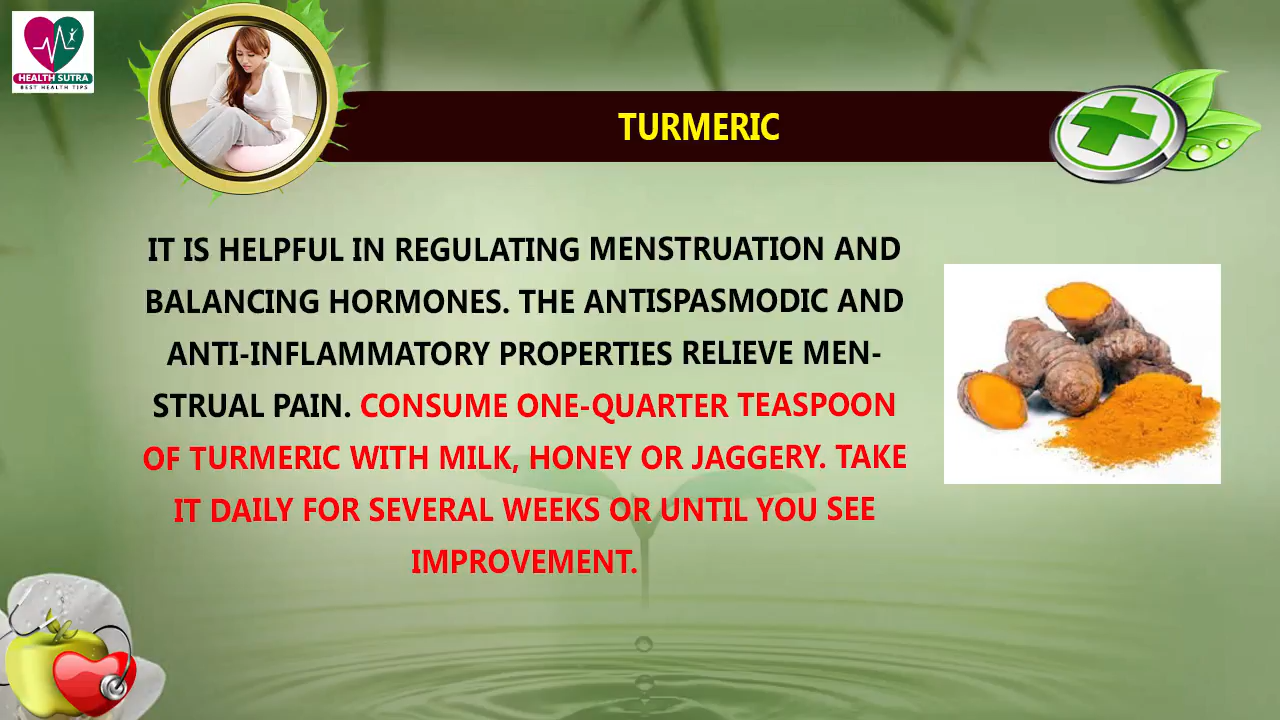 HEALTH SUTRA
BEST HEALTH TIPS
TURMERIC
IT IS HELPFUL IN REGULATING MENSTRUATION AND
BALANCING HORMONES. THE ANTISPASMODIC AND
ANTI-INFLAMMATORY PROPERTIES RELIEVE MEN-
STRUAL PAIN. CONSUME ONE-QUARTER TEASPOON
OF TURMERIC WITH MILK, HONEY OR JAGGERY. TAKE
IT DAILY FOR SEVERAL WEEKS OR UNTIL YOU SEE
IMPROVEMENT.